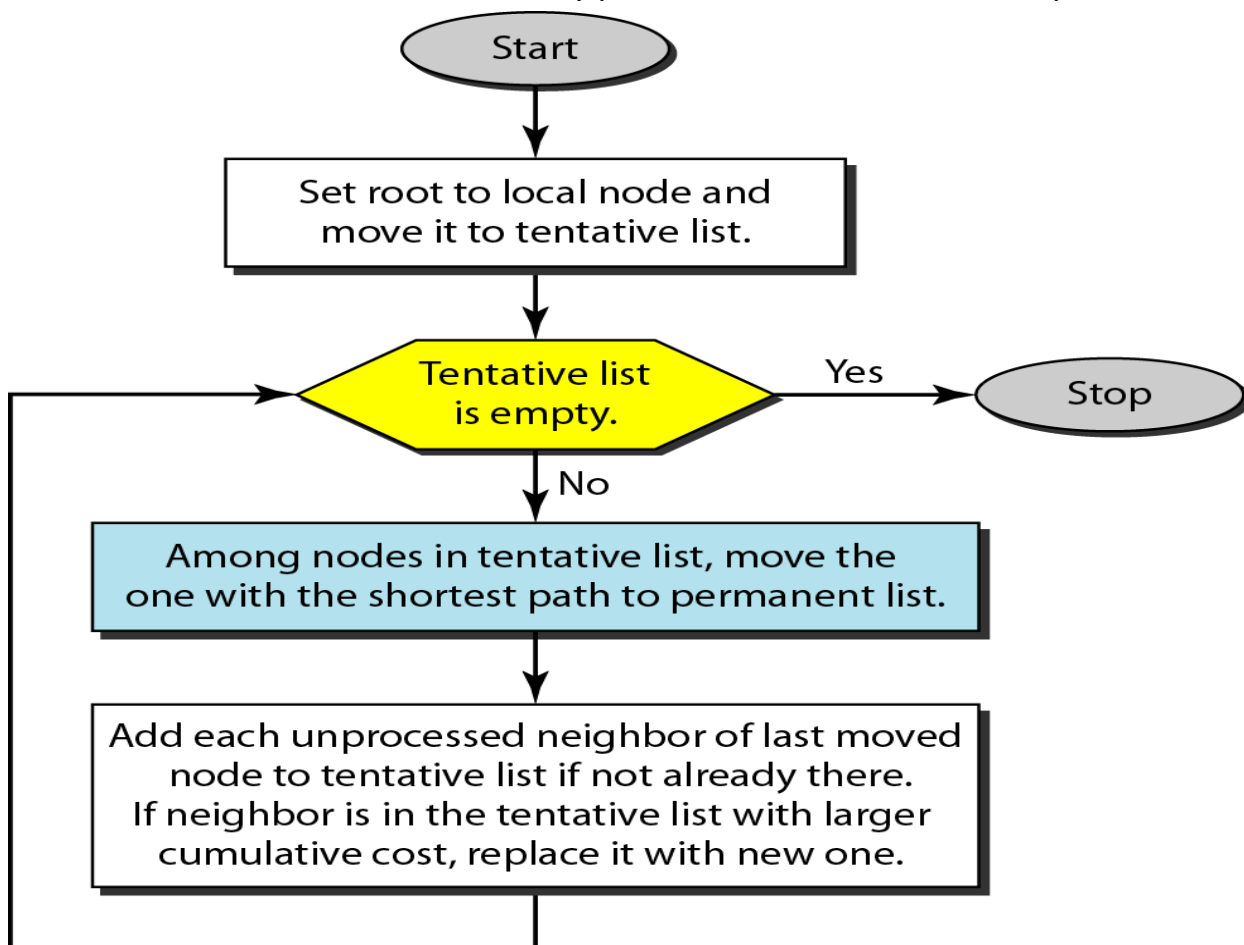 Start
Set root to local node and
move it to tentative list.
Tentative list
is empty.
Yes
Stop
No
Among nodes in tentative list, move the
one with the shortest path to permanent list.
Add each unprocessed neighbor of last moved
node to tentative list if not already there.
If neighbor is in the tentative list with larger
cumulative cost, replace it with new one.